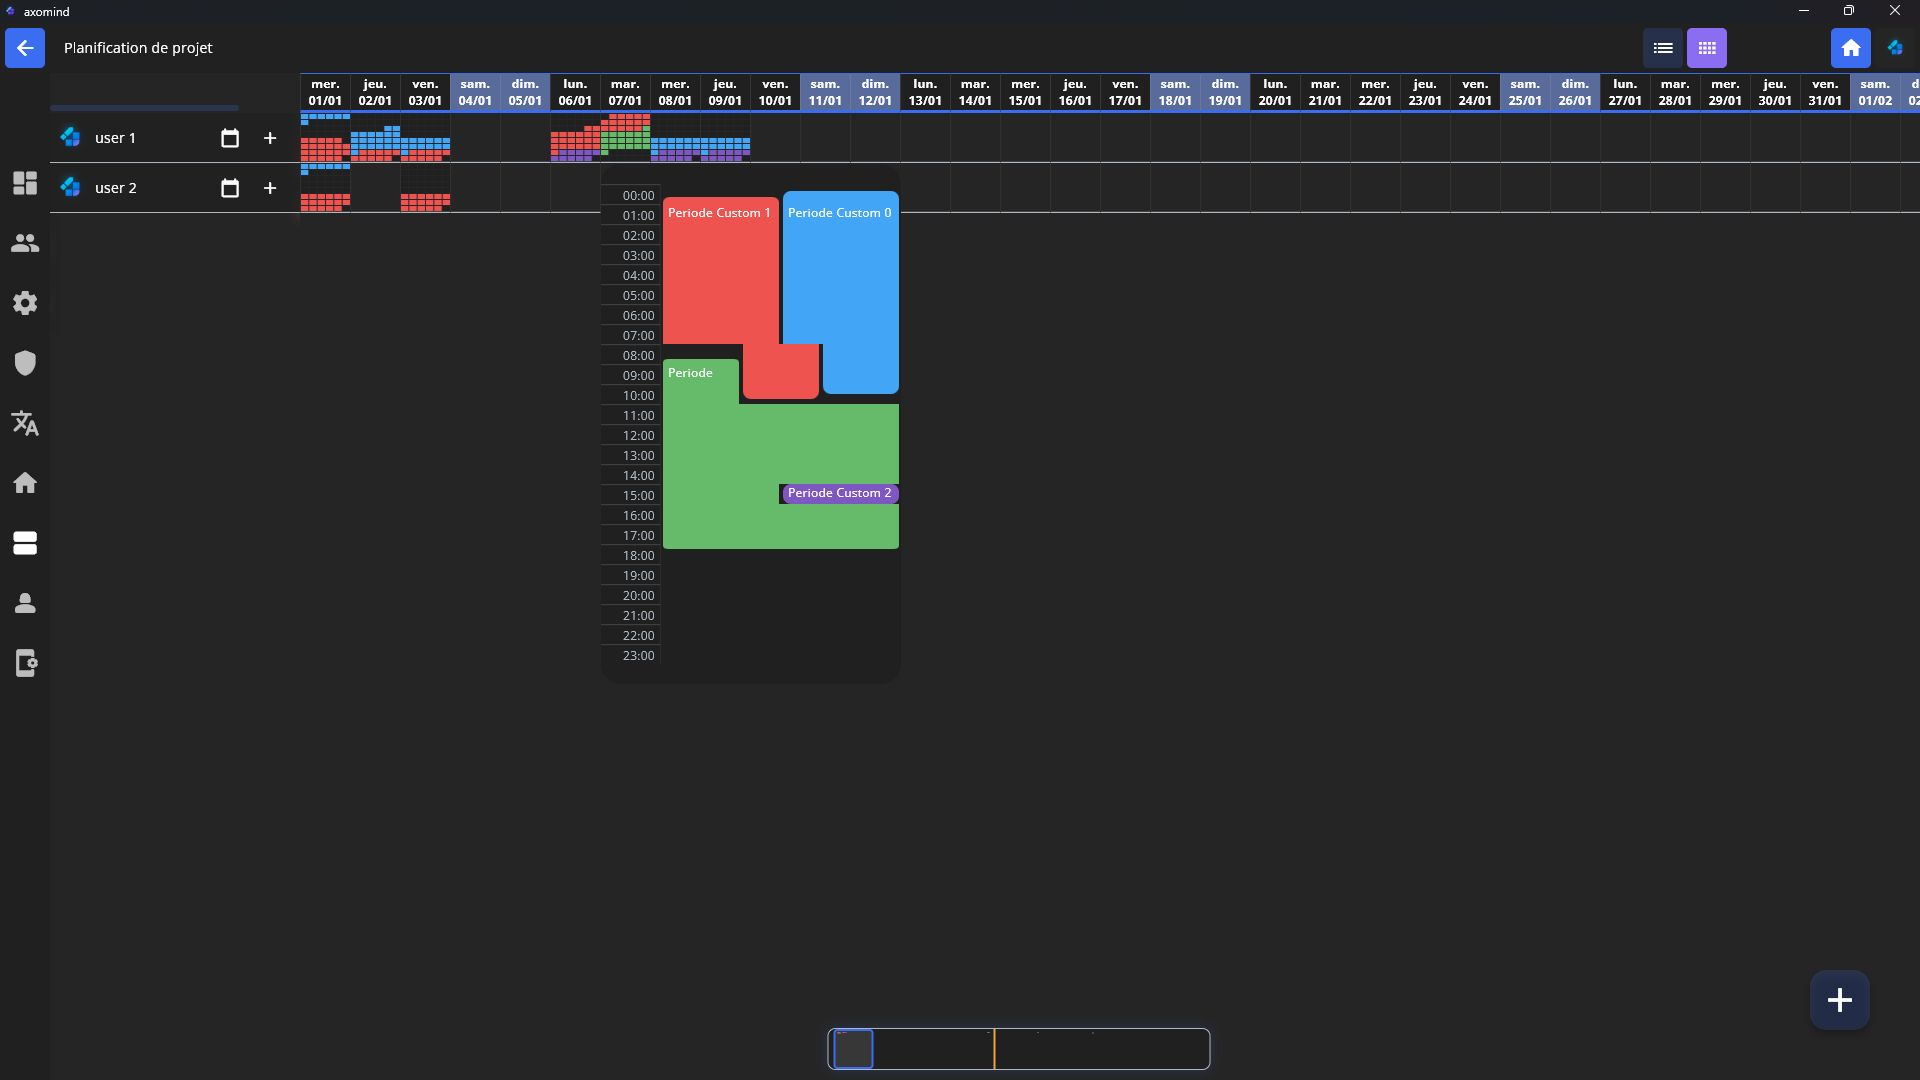 axomind
Planification de projet
mer. jeu. ven. sam. dim. lun. mar. mer. jeu. ven. sam. dim. lun. mar. mer. jeu. ven. sam. dim. lun. mar. mer. jeu. ven. sam. dim. lun. mar. mer. jeu. ven. sam. d
01/01 02/01 03/01 04/01 05/01 06/01 07/01 08/01 09/01 10/01 11/01 12/01 13/01 14/01 15/01 16/01 17/01 18/01 19/01 20/01 21/01 22/01 23/01 24/01 25/01 26/01 27/01 28/01 29/01 30/01 31/01 01/02 02
user 1
user 2
00:00
Periode Custom 1 Periode Custom 0
01:00
02:00
03:00
04:00
05:00
06:00
07:00
08:00
Periode
09:00
10:00
11:00
12:00
13:00
14:00
Periode Custom 2
15:00
16:00
17:00
18:00
19:00
20:00
21:00
22:00
23:00